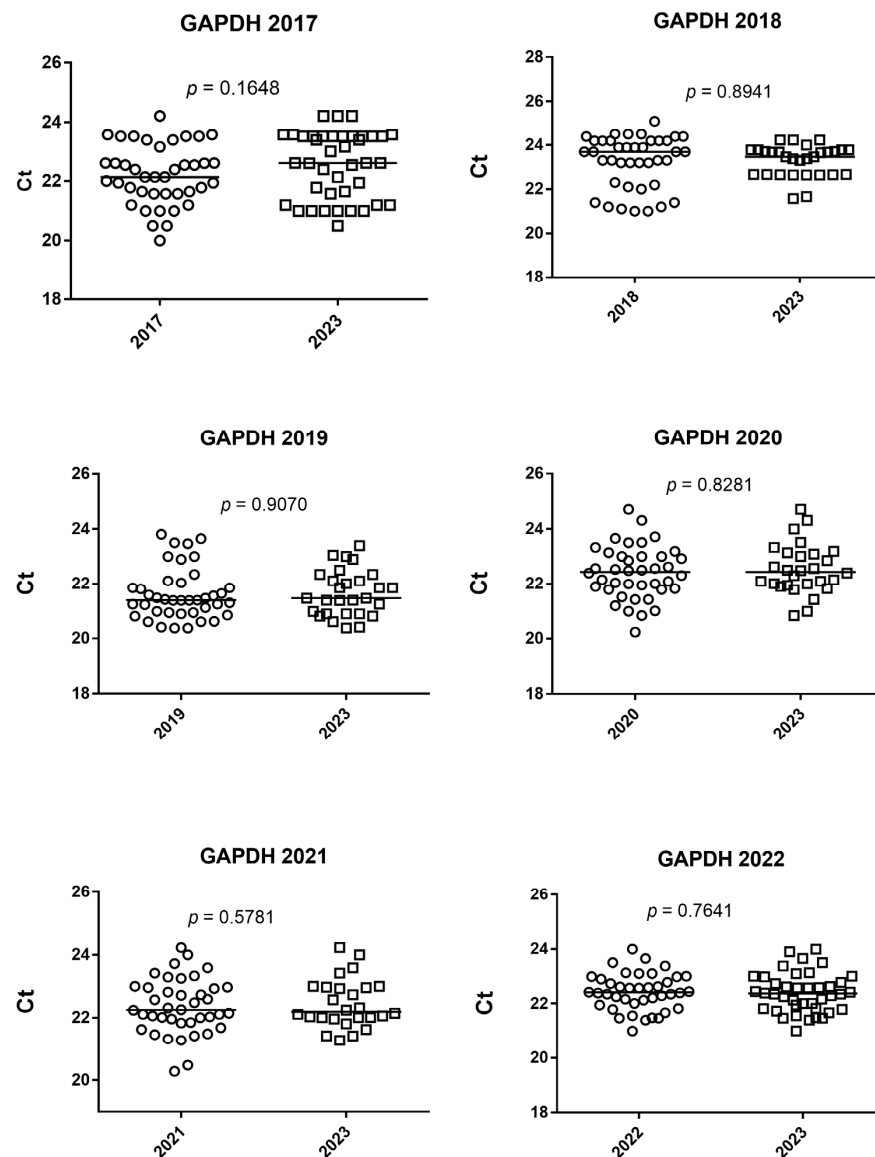 GAPDH 2017
26
24
22
20
18
Ct
p = 0.1648
2017
2023
GAPDH 2018
28
26
24
22
20
18
Ct
p = 0.8941
2018
2023
GAPDH 2019
26
24
22
20
18
Ct
p = 0.9070
2019
2023
GAPDH 2020
26
24
22
20
18
Ct
p = 0.8281
2020
2023
GAPDH 2021
26
24
22
20
Ct
p = 0.5781
2021
2023
GAPDH 2022
26
24
22
20
18
Ct
p = 0.7641
2022
2023